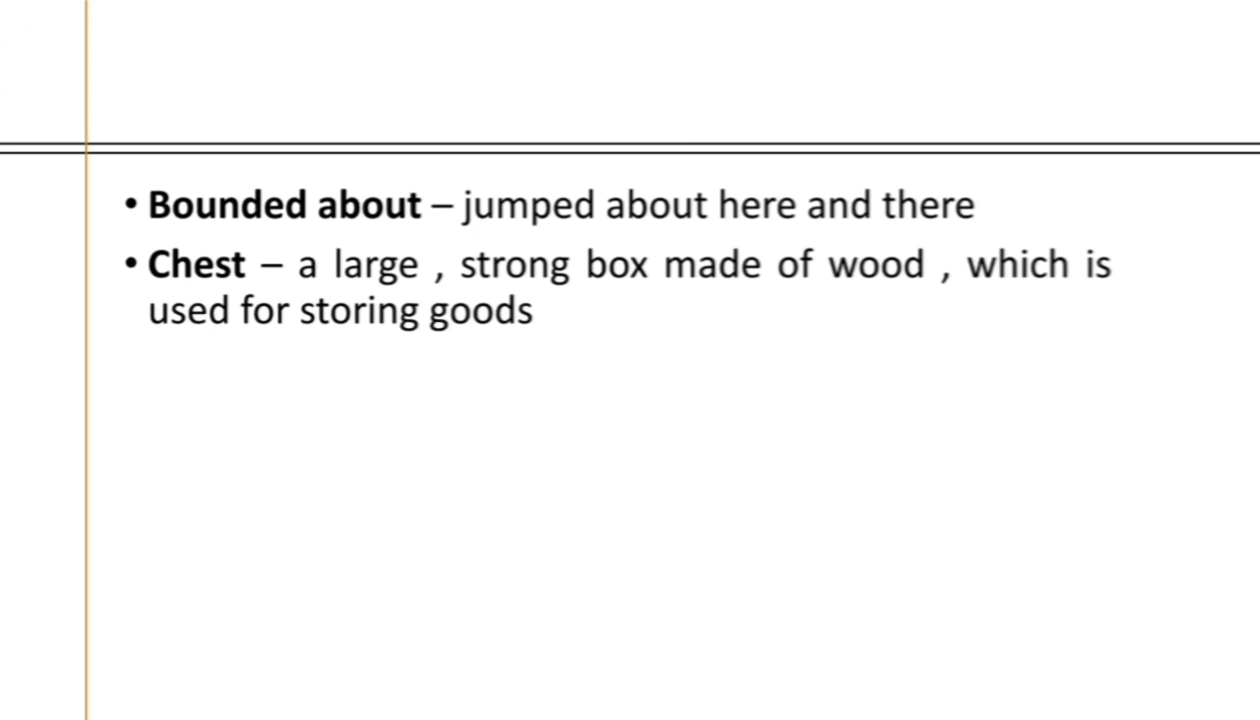 • Bounded about – jumped about here and there
• Chest – a large , strong box made of wood , which is
used for storing goods